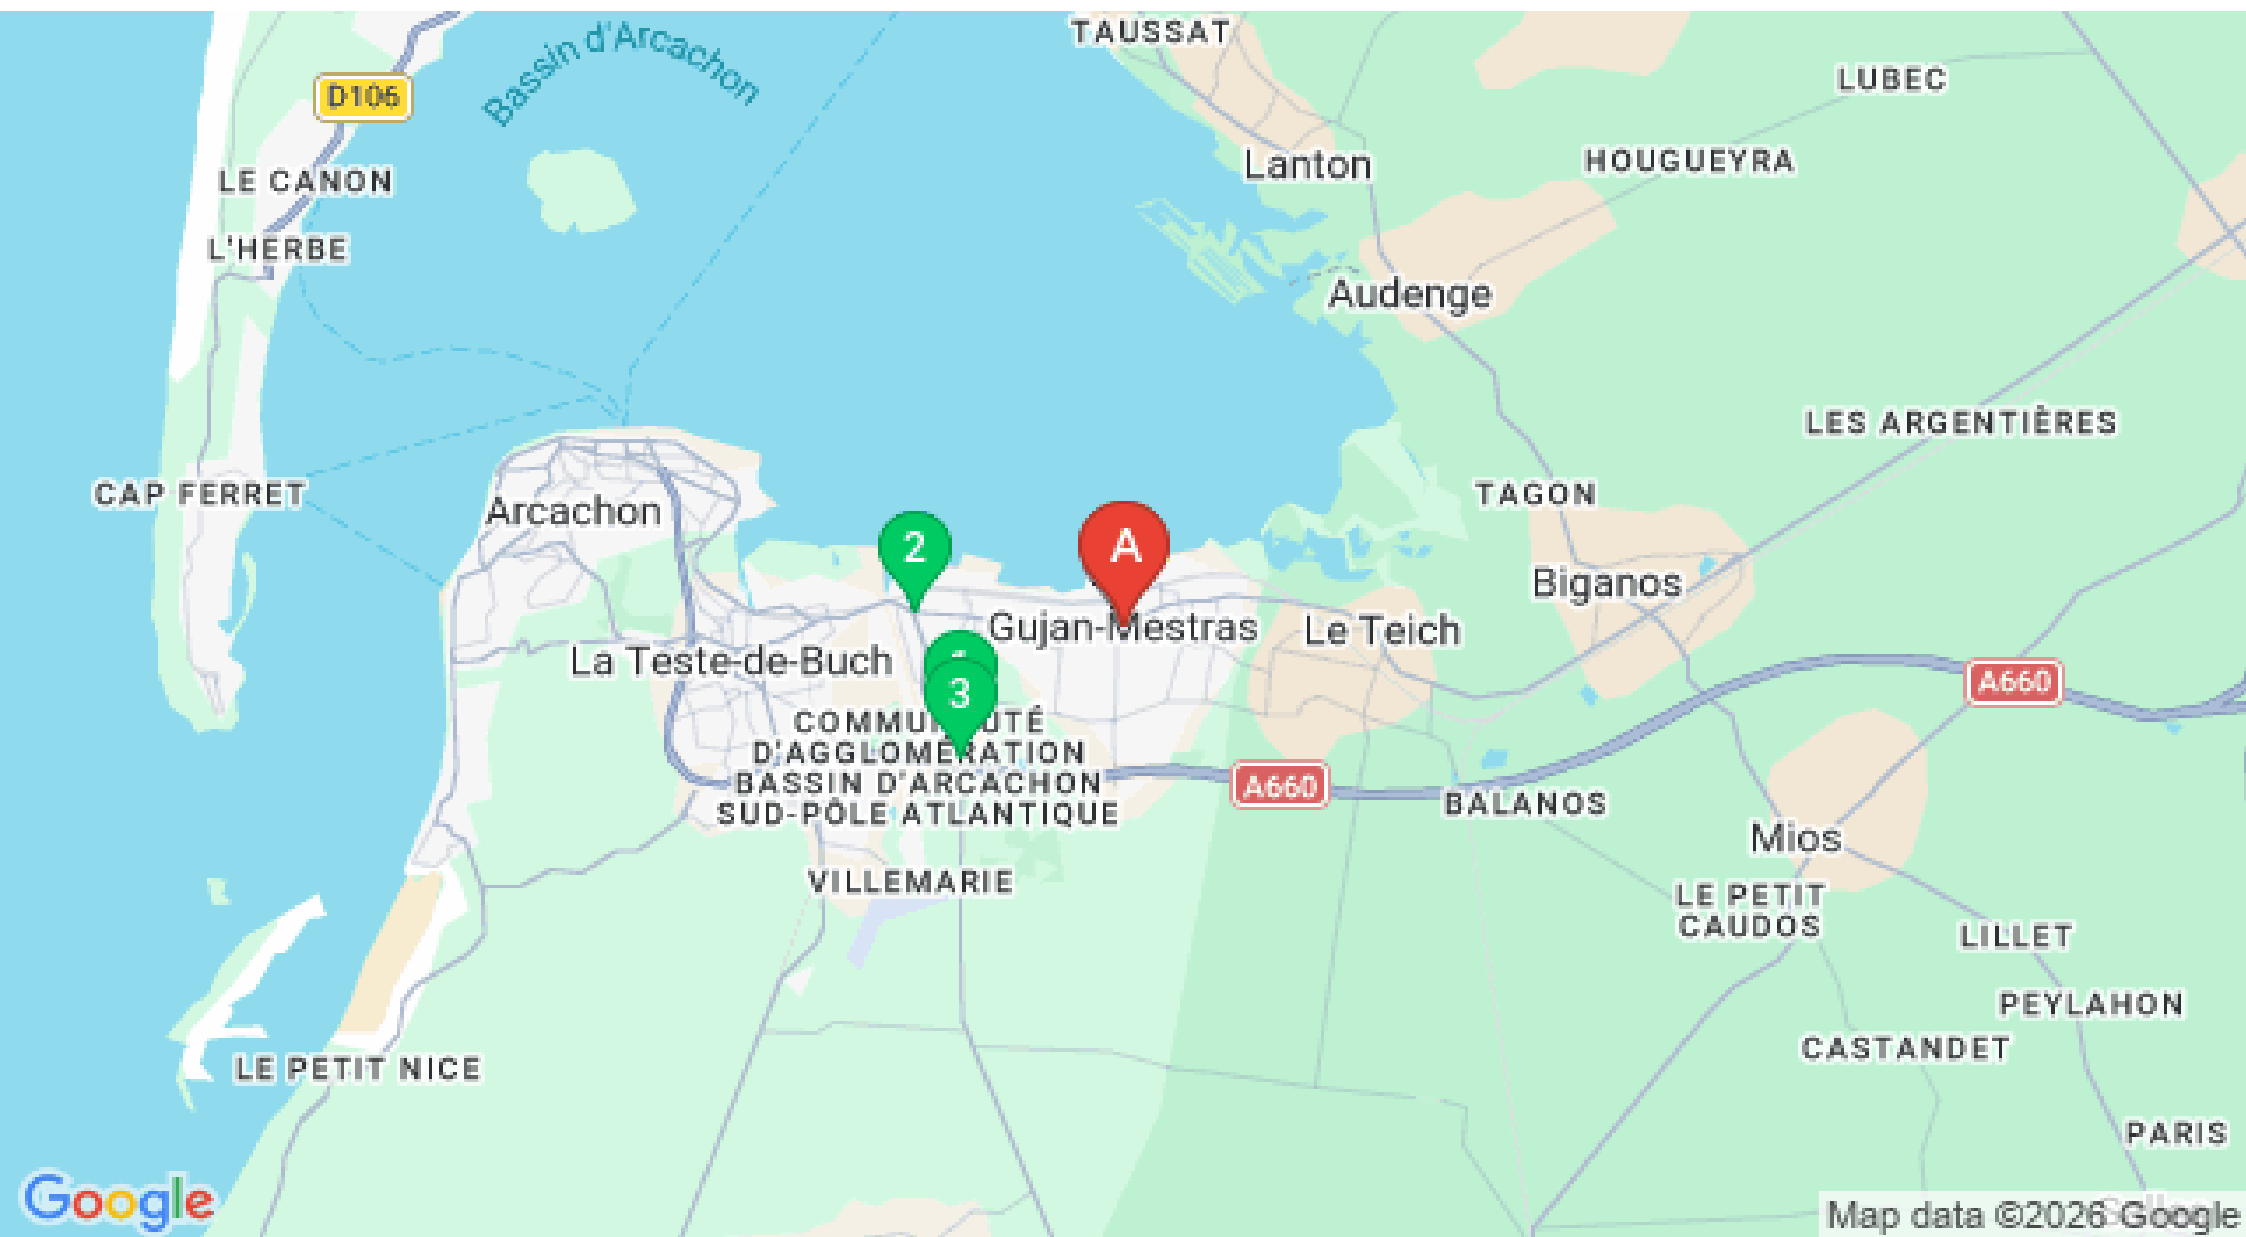 TAUSSAT
Bassin d'Arcachon
LUBEC
D106
Lanton
HOUGUEYRA
LE CANON
L'HERBE
Audenge
LES ARGENTIÈRES
CAP FERRET
TAGON
Arcachon
2
A
Biganos
Gujan-Mestras
Le Teich
La Teste-de-Buch
A660
3
COMMUNAUTÉ
D'AGGLOMÉRATION
BASSIN D'ARCACHON
SUD-PÔLE ATLANTIQUE
A660
BALANOS
Mios
VILLEMARIE
LE PETIT
CAUDOS
LILLET
PEYLAHON
CASTANDET
LE PETIT NICE
PARIS
Google
Map data ©2026 Google